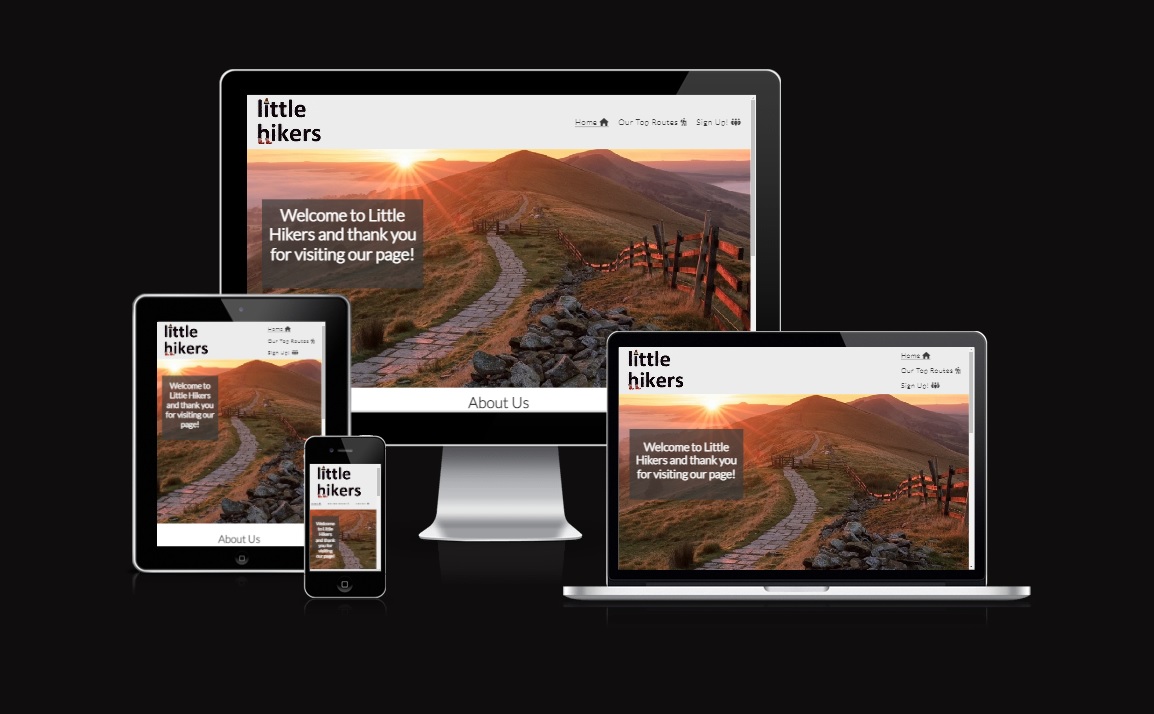 little
hikers
Home
Our Top Routes
Sign Up!
Welcome to Little
Hikers and thank you
for visiting our page!
About Us
little
hikers
Home
Our Top Routes
Sign Up!
Welcome to
Little Hikers
and thank you
for visiting our
page!
About Us
little
hikers
Welcome
to Little
Hikers
and thank
you for
visiting
our page!
little
hikers
Home
Our Top Routes
Sign Up!
Welcome to Little
Hikers and thank you
for visiting our page!